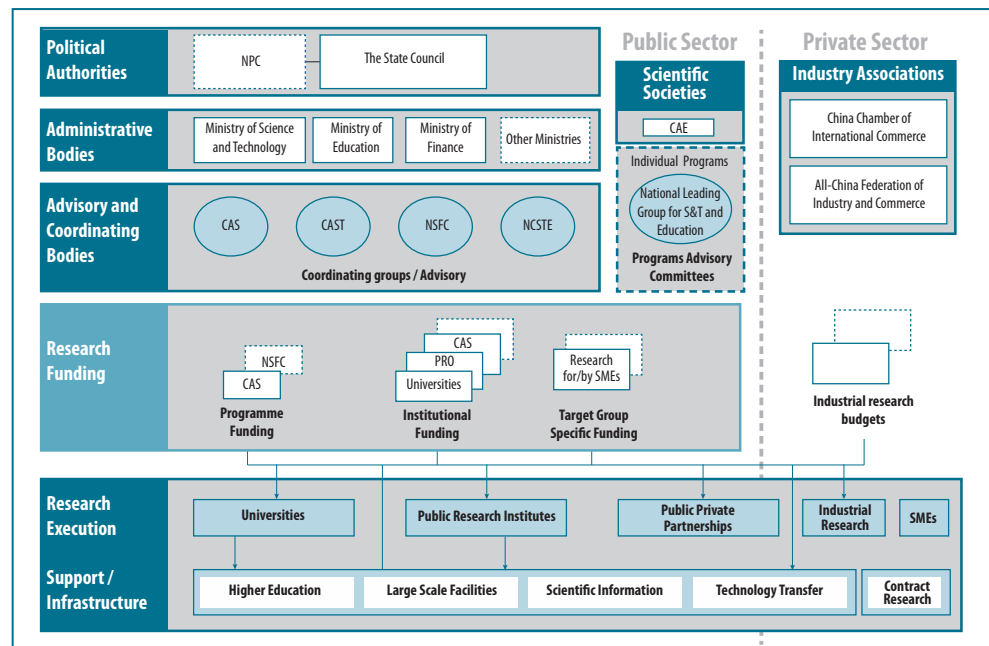 Public Sector
Private Sector
Political
Authorities
NPC
The State Council
Scientific
Societies
CAE
Industry Associations
China Chamber of
International Commerce
All-China Federation of
Industry and Commerce
Administrative
Bodies
Ministry of Science
and Technology
Ministry of
Education
Ministry of
Finance
Other Ministries
Individual Programs
National Leading
Group for S&T and
Education
Programs Advisory
Committees
Advisory and
Coordinating
Bodies
CAS
CAST
NSFC
NCSTE
Coordinating groups / Advisory
Research
Funding
NSFC
CAS
Programme
Funding
CAS
PRO
Universities
Institutional
Funding
Research
for/by SMEs
Target Group
Specific Funding
Industrial research
budgets
Research
Execution
Universities
Public Research Institutes
Public Private
Partnerships
Industrial
Research
SMEs
Support /
Infrastructure
Higher Education
Large Scale Facilities
Scientific Information
Technology Transfer
Contract
Research